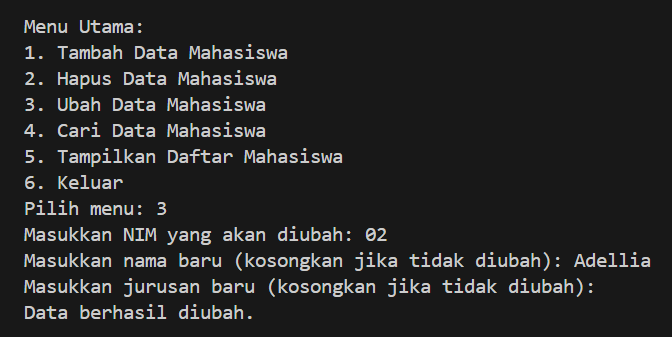 Menu Utama:
1. Tambah Data Mahasiswa
2. Hapus Data Mahasiswa
3. Ubah Data Mahasiswa
4. Cari Data Mahasiswa
5. Tampilkan Daftar Mahasiswa
6. Keluar
Pilih menu: 3
Masukkan NIM yang akan diubah: 02
Masukkan nama baru (kosongkan jika tidak diubah): Adellia
Masukkan jurusan baru (kosongkan jika tidak diubah):
Data berhasil diubah.